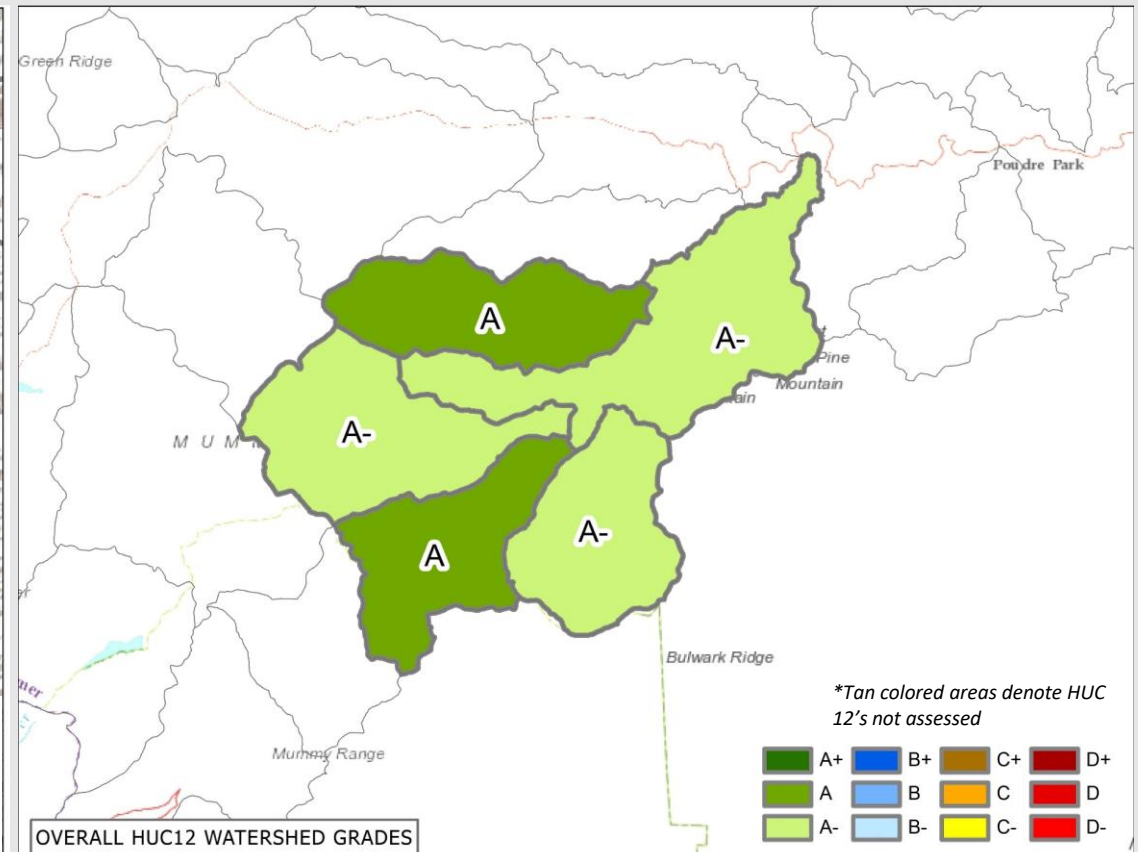 Green Ridge
Poudre Park
A
A-
Pine
Mountain
A-
A
A-
Bulwark Ridge
*Tan colored areas denote HUC
12's not assessed
Mummy Range
A+ B+ C+ D+
A B C D
A- B- C- D-
OVERALL HUC12 WATERSHED GRADES